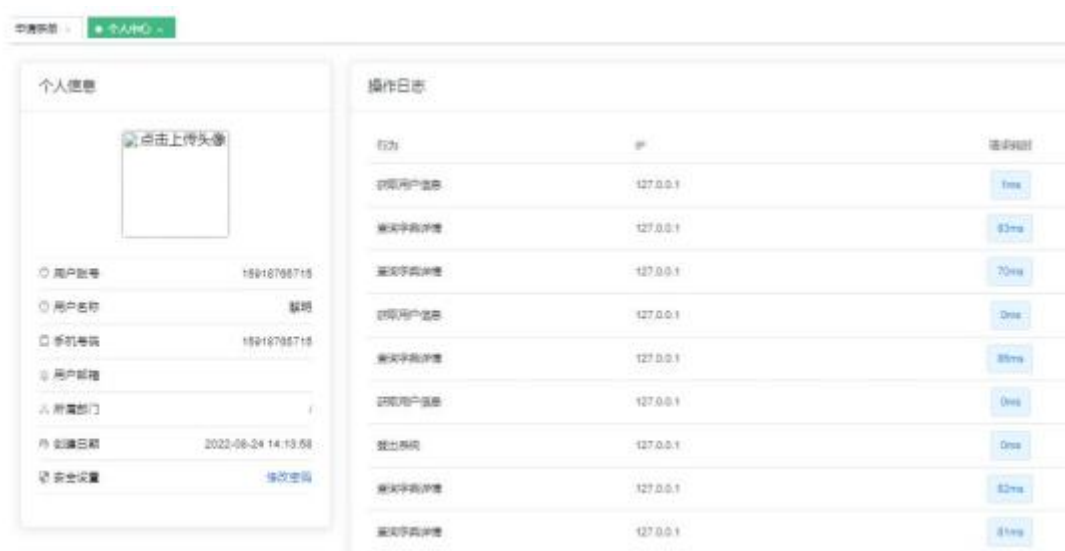 个人中心
个人信息
点击上传头像
用户账号
用户名称 黎明
手机号码
用户邮箱
所属部门 /
创建日期 2022-08-24 14:13:58
安全设置 修改密码
操作日志
行为 IP 请求耗时
获取用户信息 127.0.0.1 1ms
查询字典详情 127.0.0.1 83ms
查询字典详情 127.0.0.1 70ms
获取用户信息 127.0.0.1 0ms
查询字典详情 127.0.0.1
获取用户信息 127.0.0.1 0ms
登出系统 127.0.0.1 0ms
查询字典详情 127.0.0.1 82ms
查询字典详情 127.0.0.1 81ms